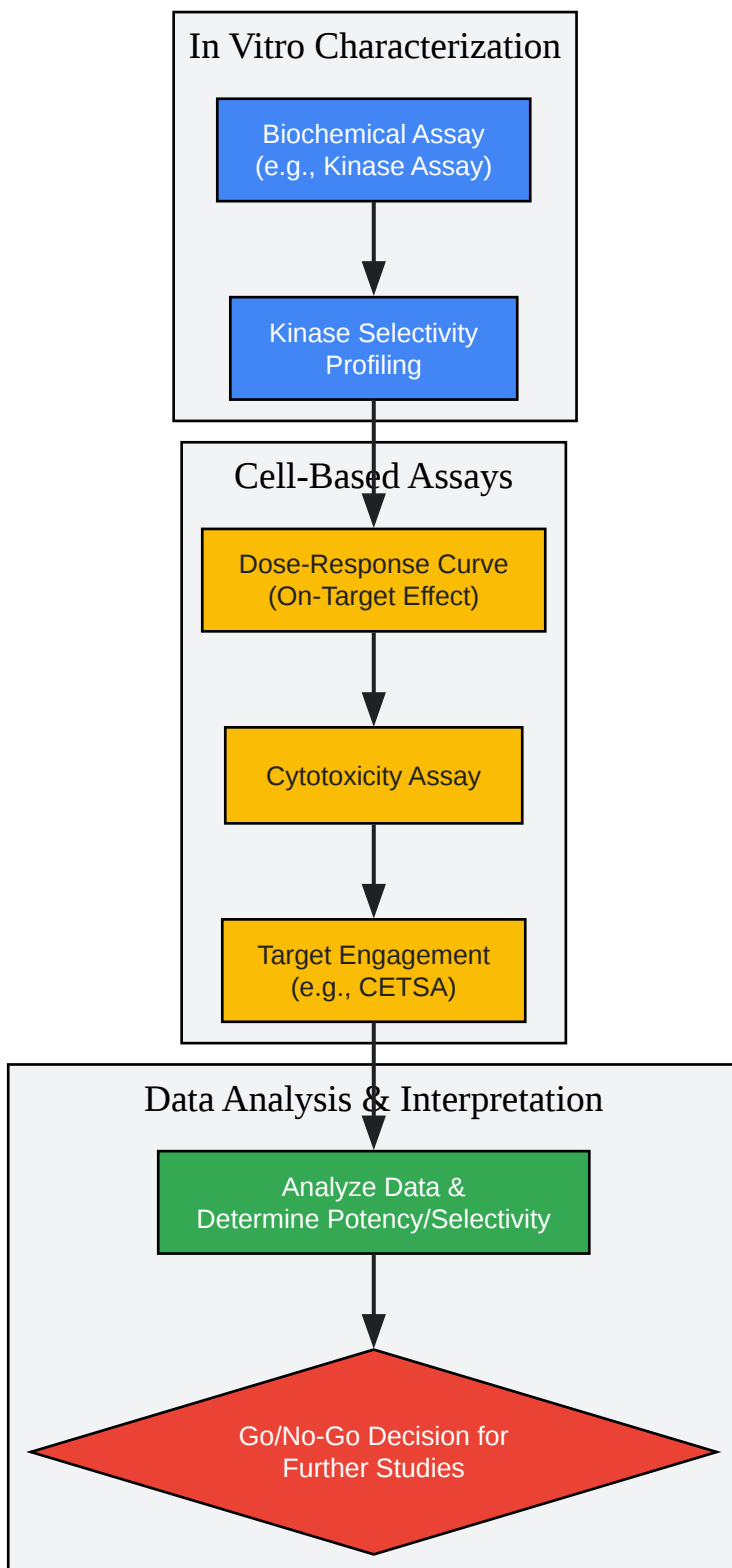 In Vitro Characterization
Biochemical Assay
(e.g., Kinase Assay)
Kinase Selectivity
Profiling
Cell-Based Assays
Dose-Response Curve
(On-Target Effect)
Cytotoxicity Assay
Target Engagement
(e.g., CETSA)
Data Analysis & Interpretation
Analyze Data &
Determine Potency/Selectivity
Go/No-Go Decision for
Further Studies